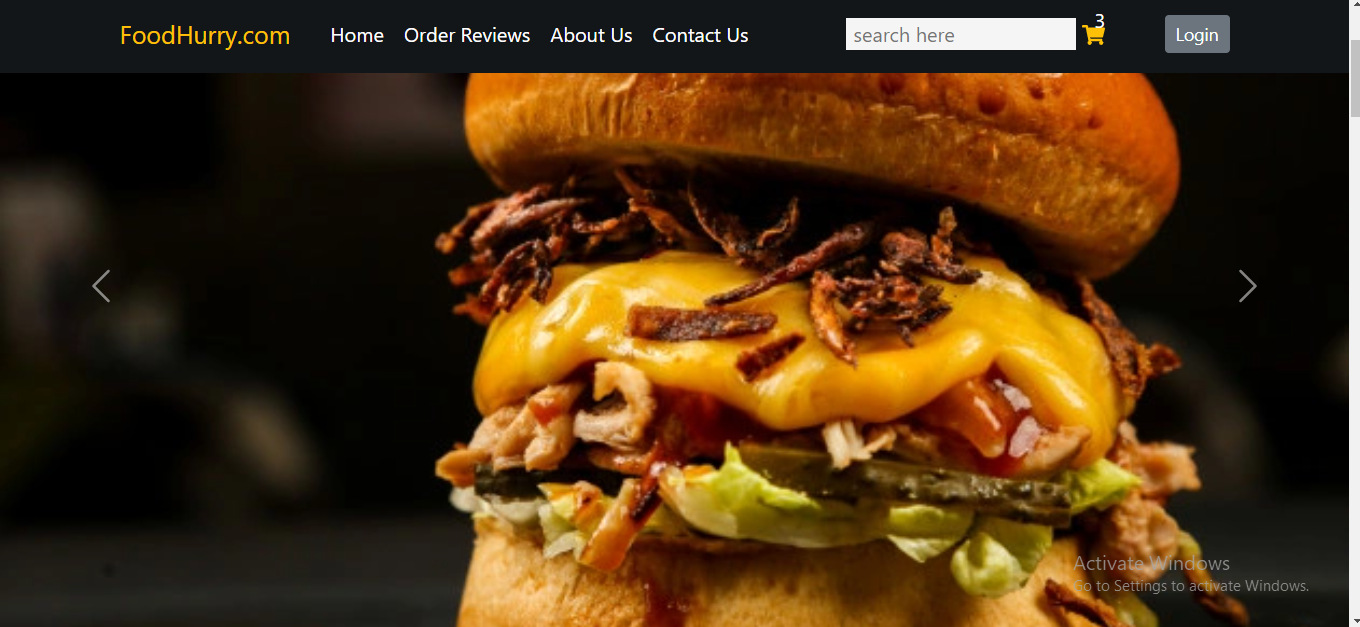 FoodHurry.com Home Order Reviews About Us Contact Us search here 3 Login
Activate Windows
Go to Settings to activate Windows.